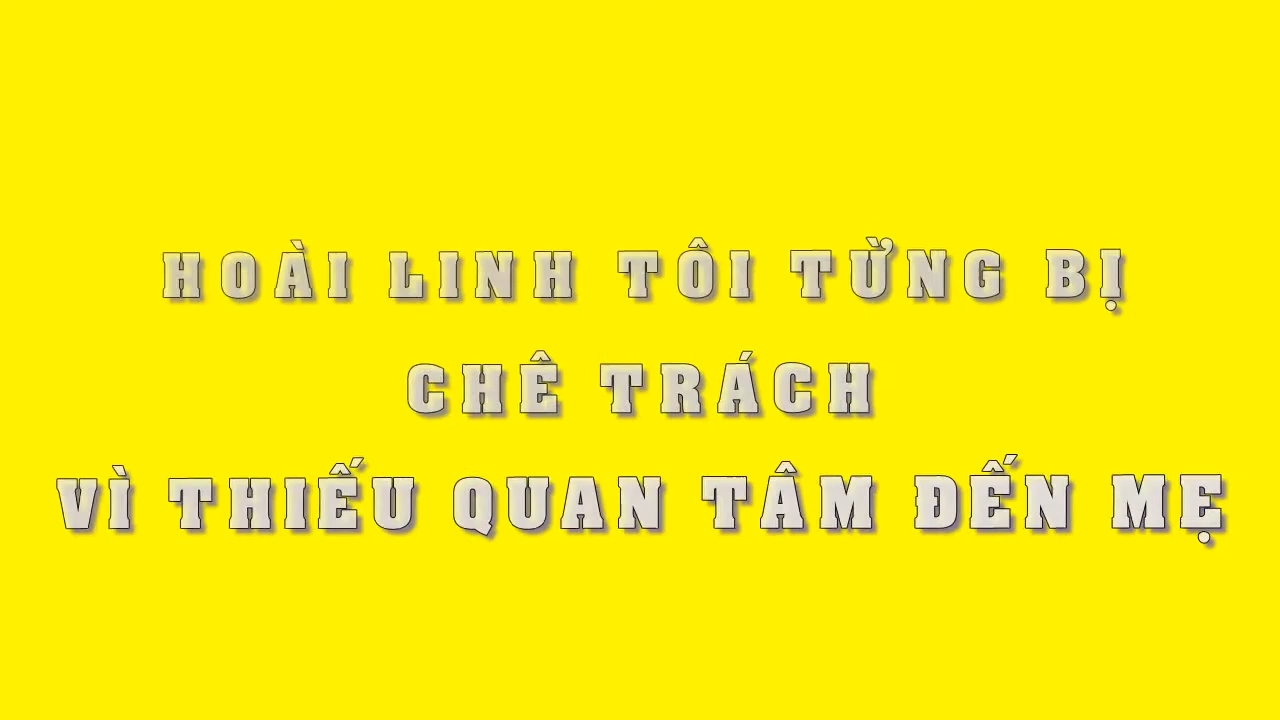 HOÀI LINH TÔI TỪNG BỊ
CHÊ TRÁCH
VÌ THIẾU QUAN TÂM ĐẾN MẸ